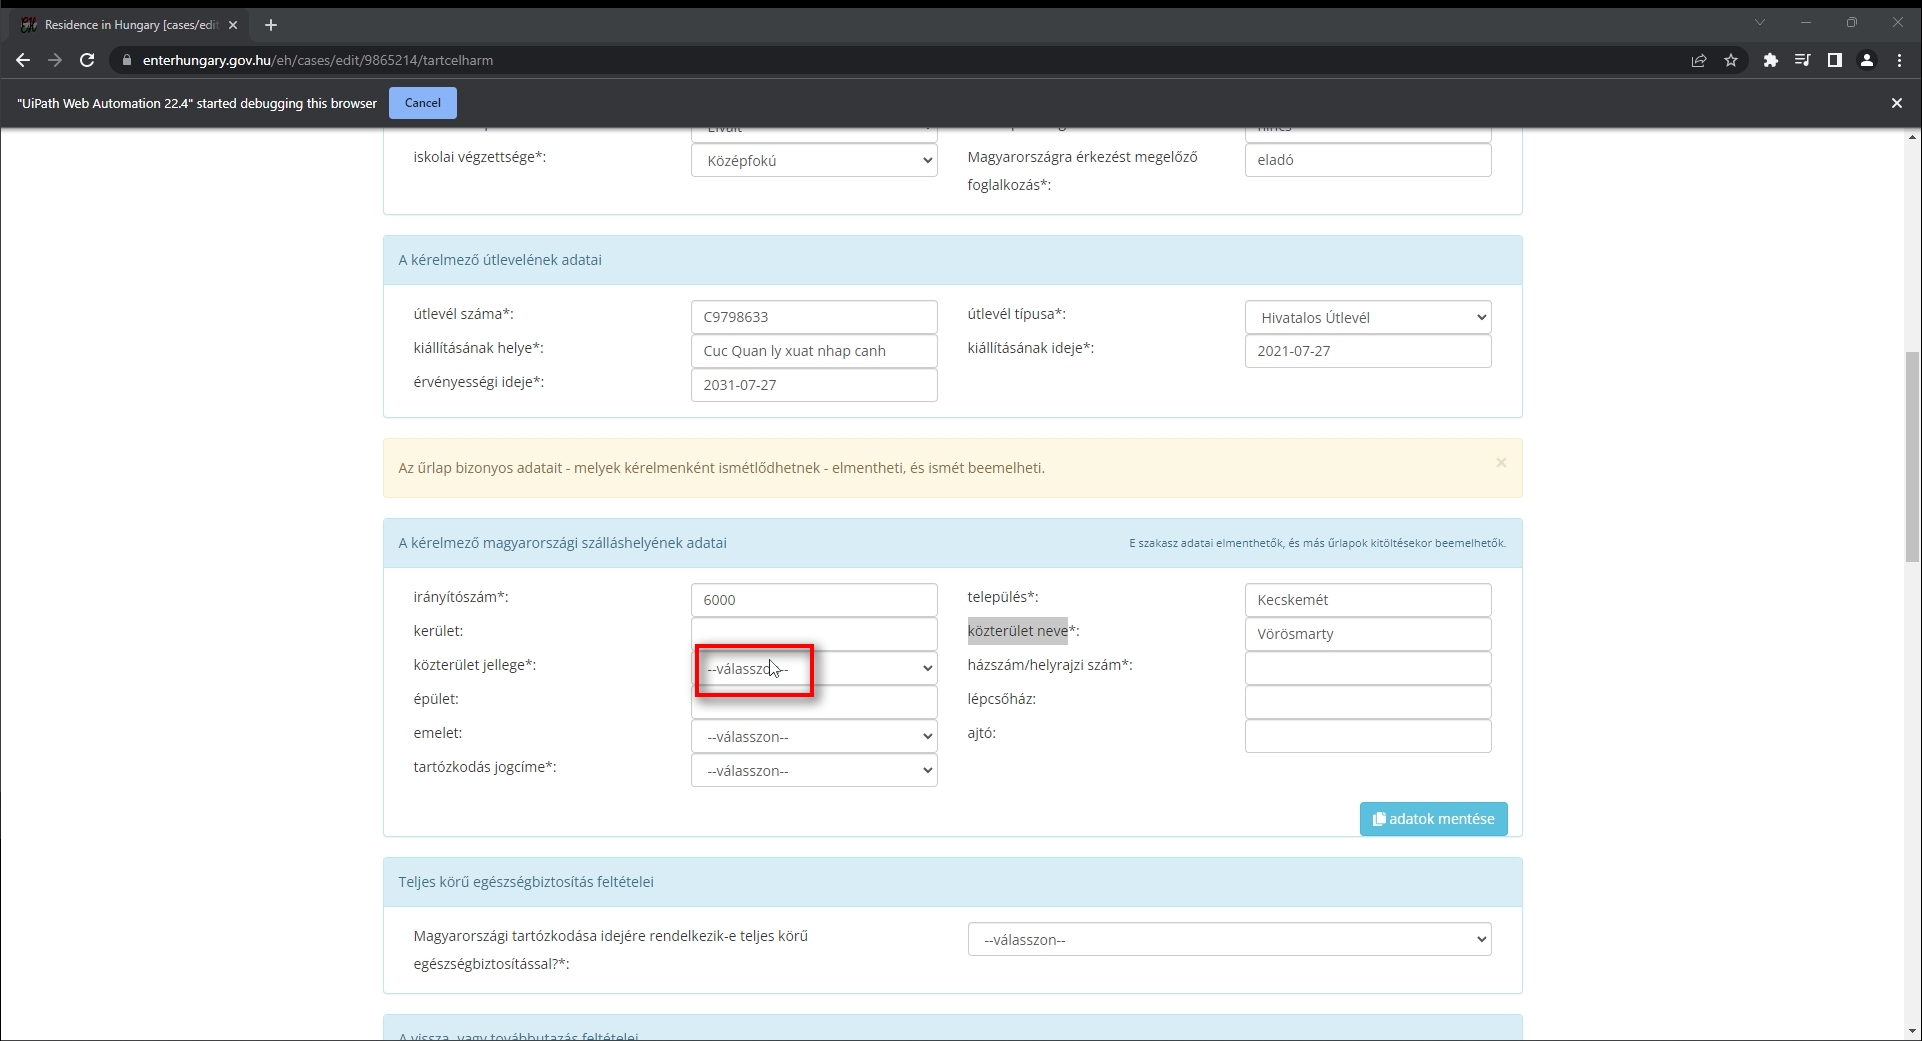 Residence in Hungary [cases/edit
enterhungary.gov.hu/eh/cases/edit/9865214/tartcelharm
"UiPath Web Automation 22.4" started debugging this browser
Cancel
Elvált
nincs
iskolai végzettsége*:
Középfokú
Magyarországra érkezést megelőző
foglalkozás*:
eladó
A kérelmező útlevelének adatai
útlevél száma*:
C9798633
útlevél típusa*:
Hivatalos Útlevél
kiállításának helye*:
Cuc Quan ly xuat nhap canh
kiállításának ideje*:
2021-07-27
érvényességi ideje*:
2031-07-27
Az űrlap bizonyos adatait - melyek kérelmenként ismétlődhetnek - elmentheti, és ismét beemelheti.
A kérelmező magyarországi szálláshelyének adatai
E szakasz adatai elmenthetők, és más űrlapok kitöltésekor beemelhetők.
irányítószám*:
6000
település*:
Kecskemét
kerület:
közterület neve*:
Vörösmarty
közterület jellege*:
--válasszon--
házszám/helyrajzi szám*:
épület:
lépcsőház:
emelet:
--válasszon--
ajtó:
tartózkodás jogcíme*:
--válasszon--
adatok mentése
Teljes körű egészségbiztosítás feltételei
Magyarországi tartózkodása idejére rendelkezik-e teljes körű
egészségbiztosítással?*:
--válasszon--
A vissza- vagy továbbutazás feltételei